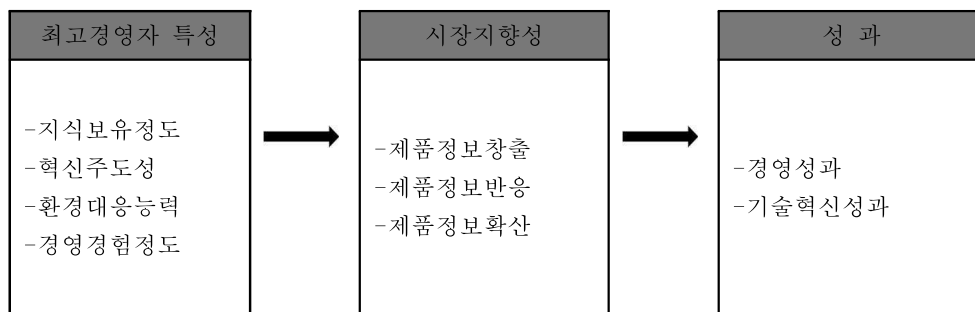 최고경영자 특성
-지식보유정도
-혁신주도성
-환경대응능력
-경영경험정도
시장지향성
-제품정보창출
-제품정보반응
-제품정보확산
성 과
-경영성과
-기술혁신성과